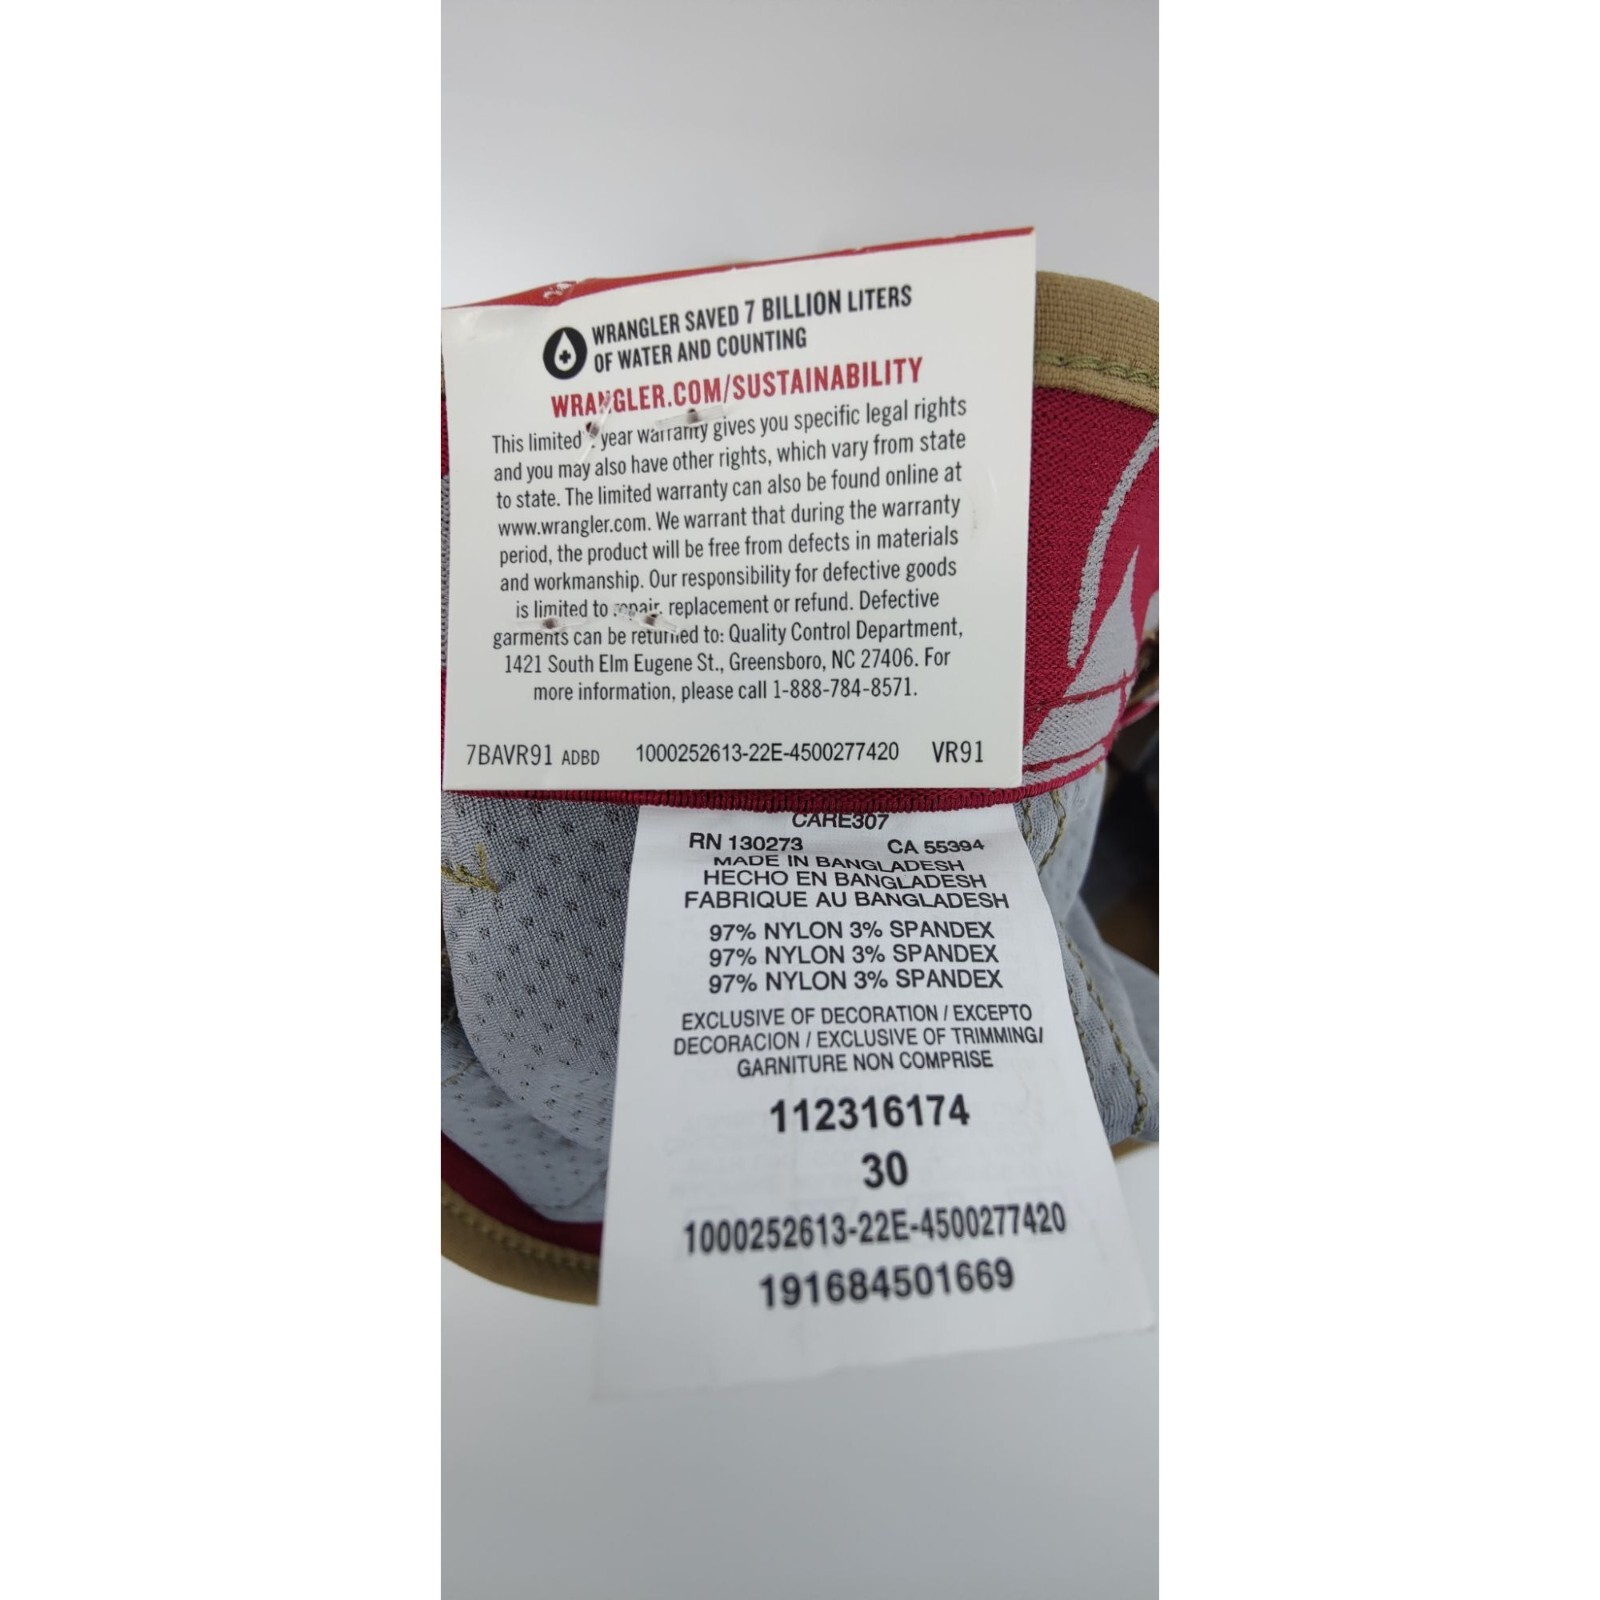 WRANGLER SAVED 7 BILLION LITERS
OF WATER AND COUNTING
WRANGLER.COM/SUSTAINABILITY
This limited year warranty gives you specific legal rights
and you may also have other rights, which vary from state
to state. The limited warranty can also be found online at
www.wrangler.com. We warrant that during the warranty
period, the product will be free from defects in materials
and workmanship. Our responsibility for defective goods
is limited to repair, replacement or refund. Defective
garments can be returned to: Quality Control Department,
1421 South Elm Eugene St., Greensboro, NC 27406. For
more information, please call 1-888-784-8571.
7BAVR91 ADBD 1000252613-22E-4500277420 VR91
CARE307
RN 130273 CA 55394
MADE IN BANGLADESH
HECHO EN BANGLADESH
FABRIQUE AU BANGLADESH
97% NYLON 3% SPANDEX
97% NYLON 3% SPANDEX
97% NYLON 3% SPANDEX
EXCLUSIVE OF DECORATION / EXCEPTO
DECORACION / EXCLUSIVE OF TRIMMING/
GARNITURE NON COMPRISE
112316174
30
1000252613-22E-4500277420
191684501669